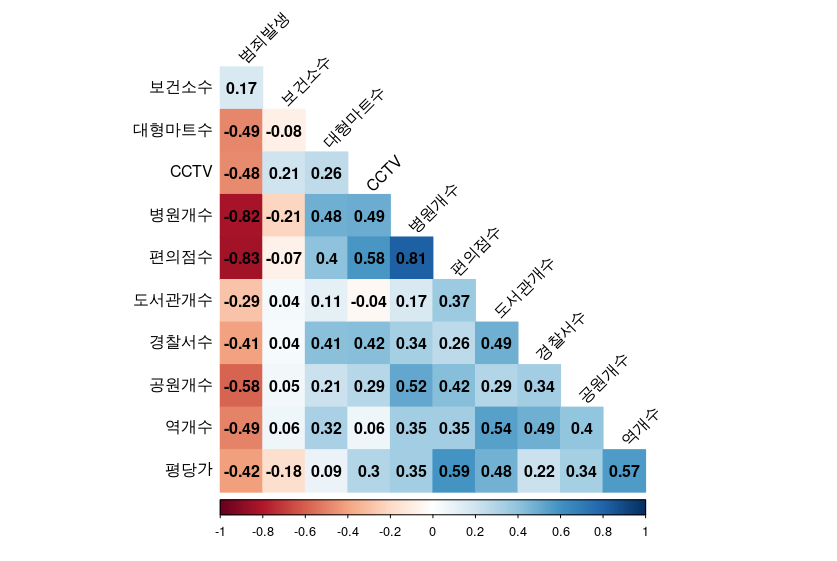 범죄발생
보건소수 0.17 보건소수
대형마트수 -0.49 -0.08 대형마트수
CCTV -0.48 0.21 0.26 CCTV
병원개수 -0.82 -0.21 0.48 0.49 병원개수
편의점수 -0.83 -0.07 0.4 0.58 0.81 편의점수
도서관개수 -0.29 0.04 0.11 -0.04 0.17 0.37 도서관개수
경찰서수 -0.41 0.04 0.41 0.42 0.34 0.26 0.49 경찰서수
공원개수 -0.58 0.05 0.21 0.29 0.52 0.42 0.29 0.34 공원개수
역개수 -0.49 0.06 0.32 0.06 0.35 0.35 0.54 0.49 0.4 역개수
평당가 -0.42 -0.18 0.09 0.3 0.35 0.59 0.48 0.22 0.34 0.57
-1 -0.8 -0.6 -0.4 -0.2 0 0.2 0.4 0.6 0.8 1